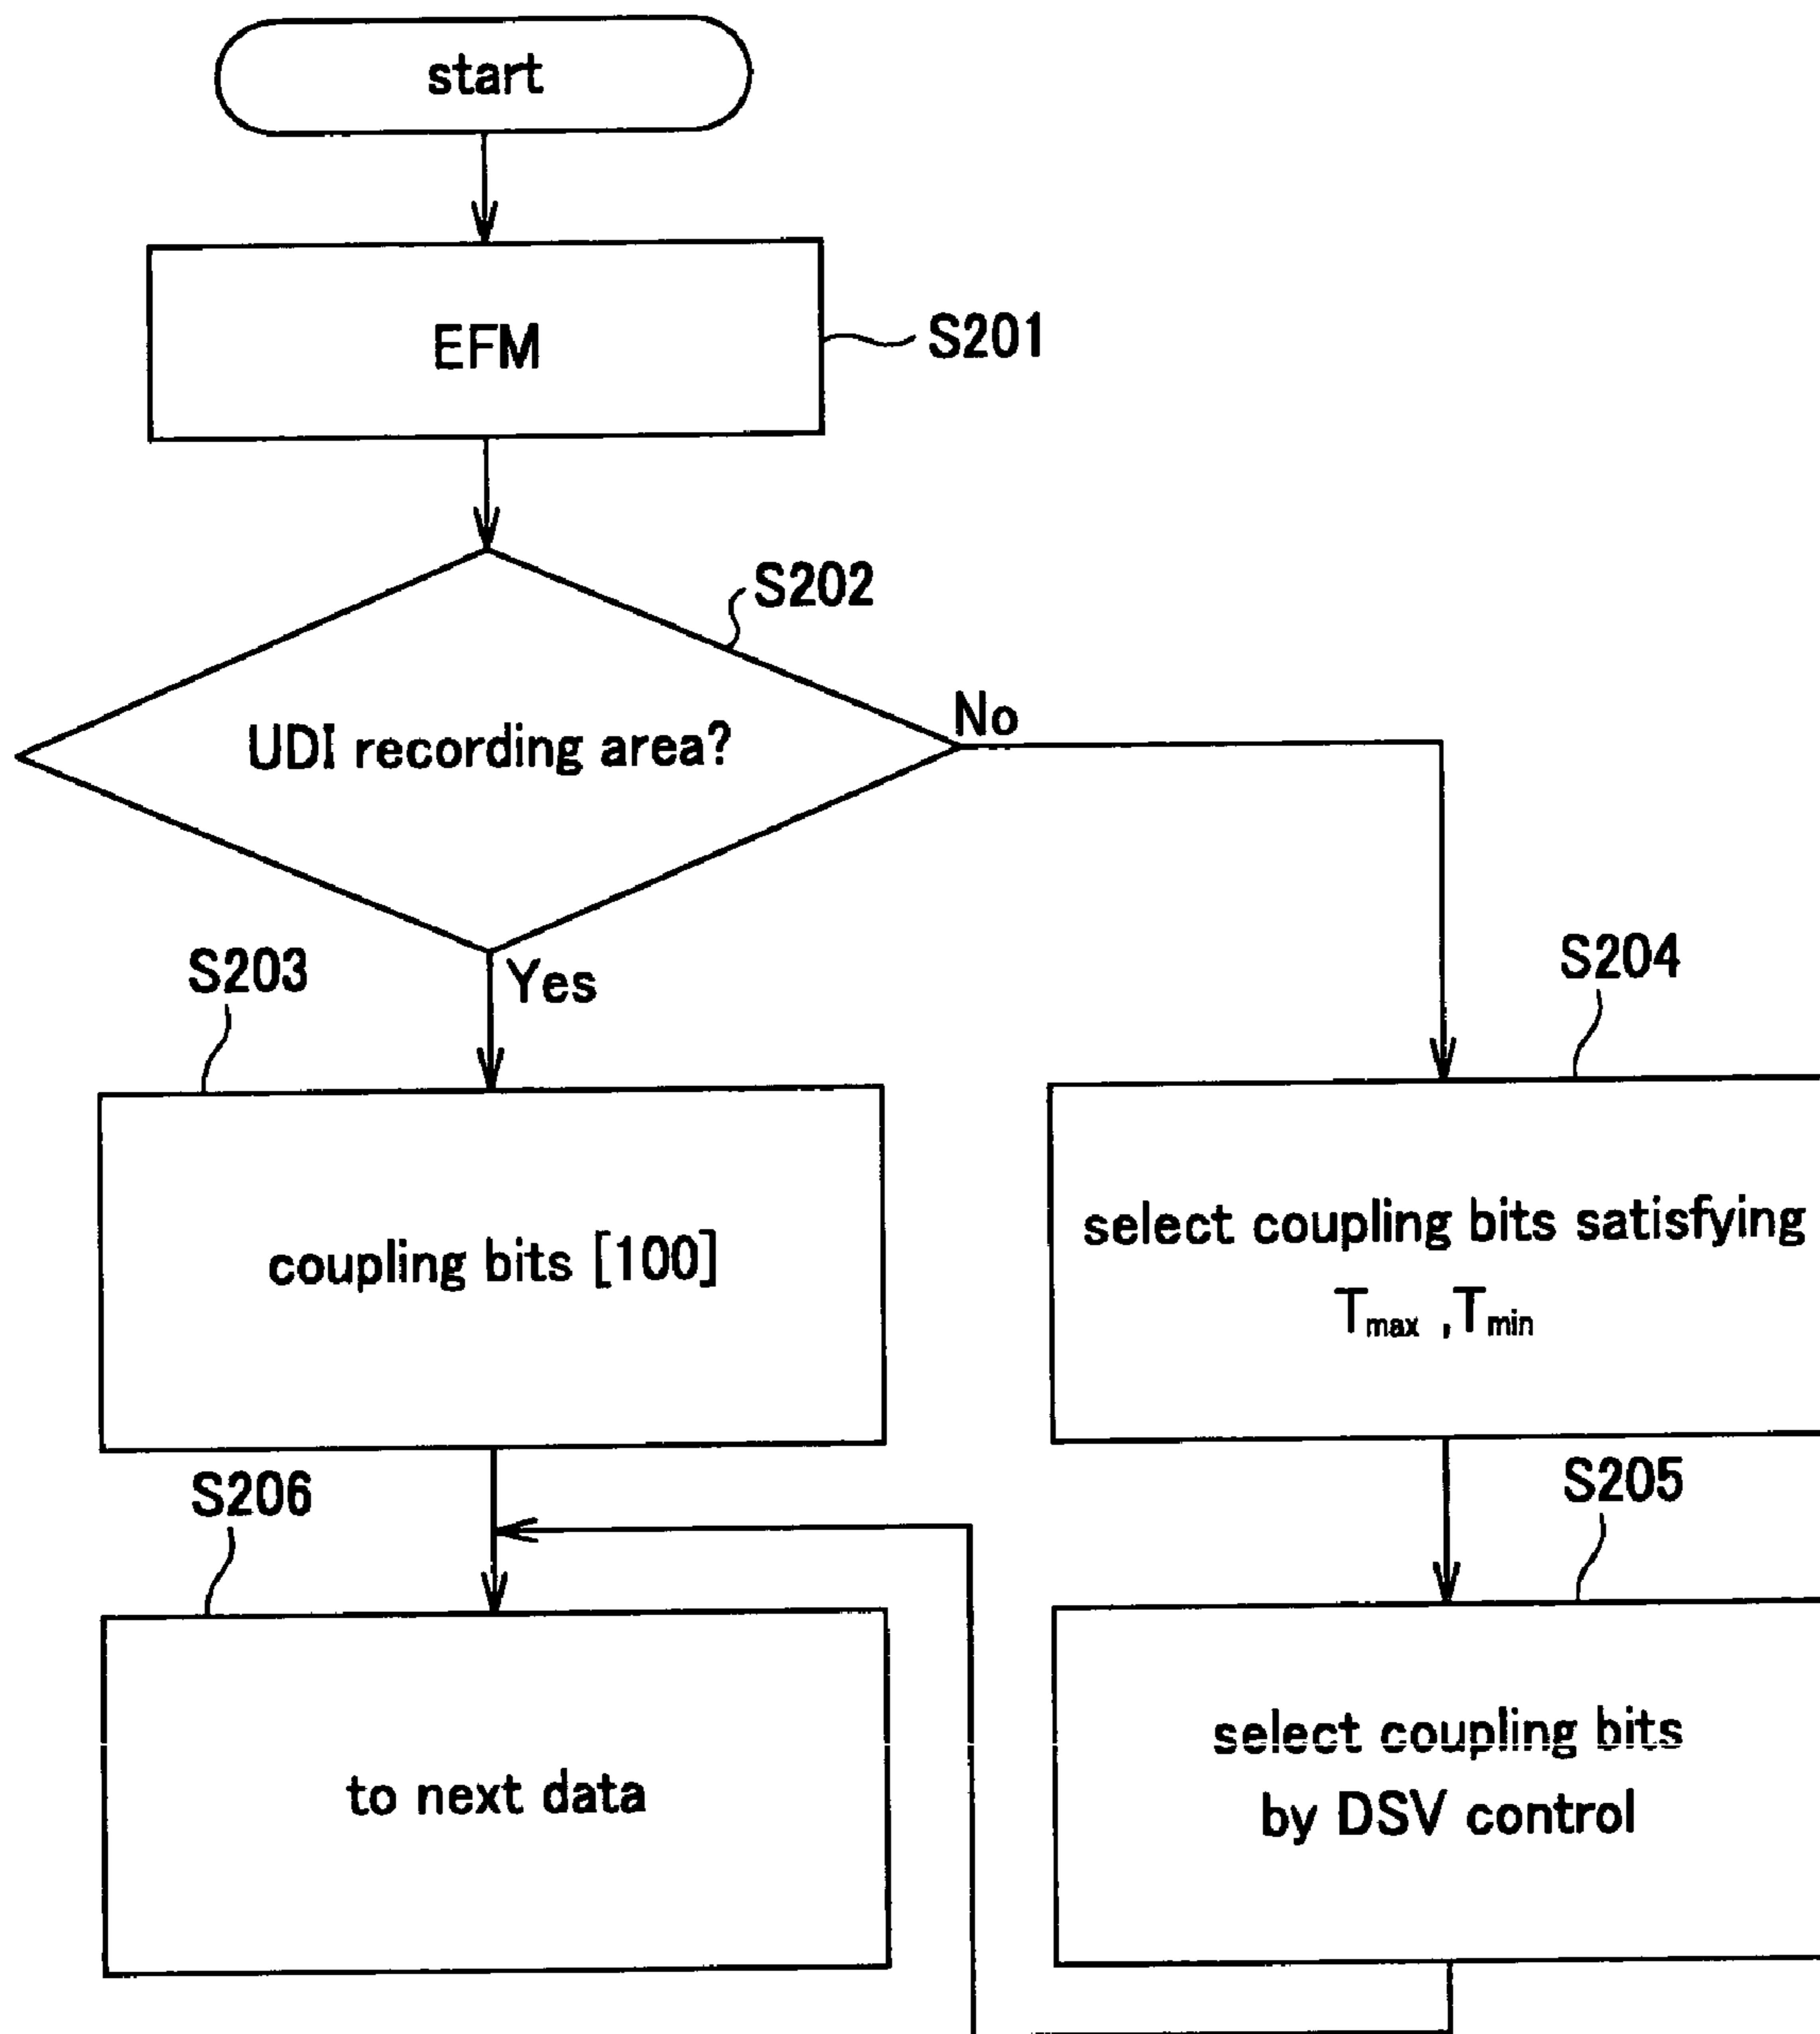 start
EFM
S201
S202
UDI recording area?
No
Yes
S203
coupling bits [100]
S204
select coupling bits satisfying
Tmax ,Tmin
S206
to next data
S205
select coupling bits
by DSV control